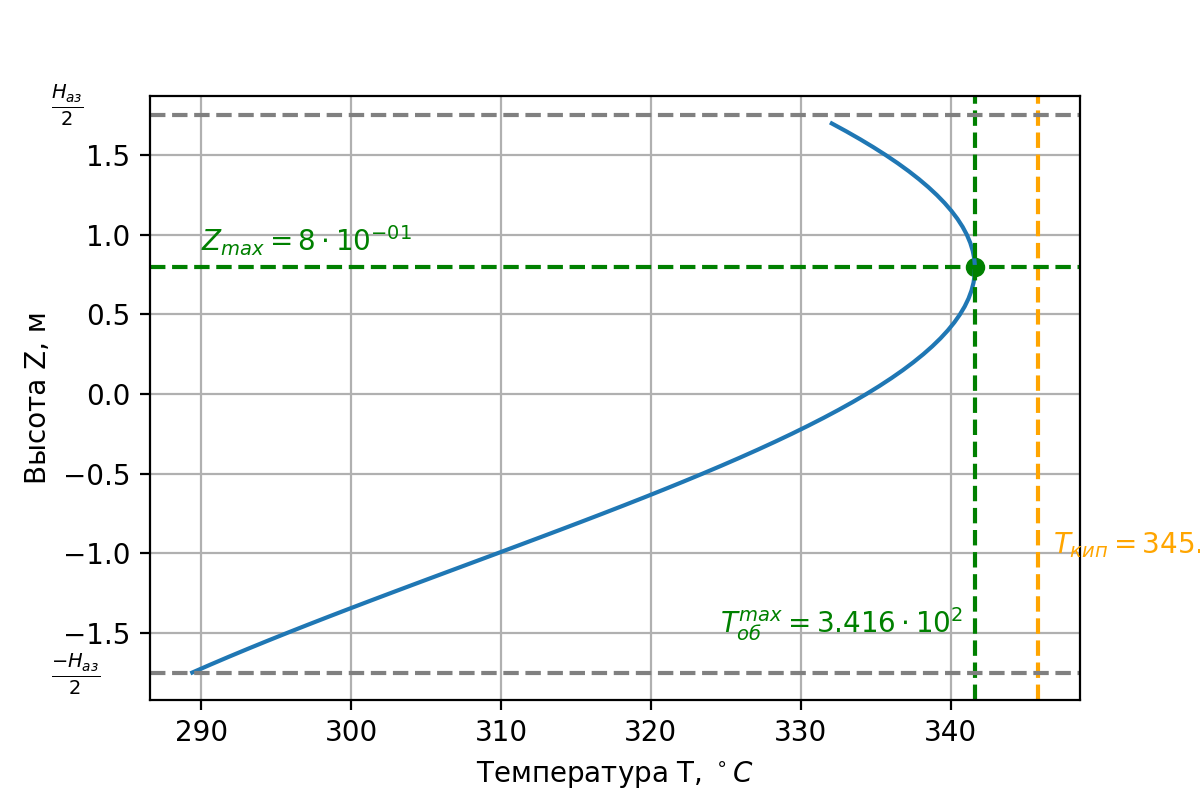 H_аз/2
1.5
1.0
0.5
0.0
−0.5
−1.0
−1.5
−H_аз/2
Высота Z, м
Z_max = 8 · 10^−01
T_об^max = 3.416 · 10^2
T_кип = 345.
290 300 310 320 330 340
Температура T, °C